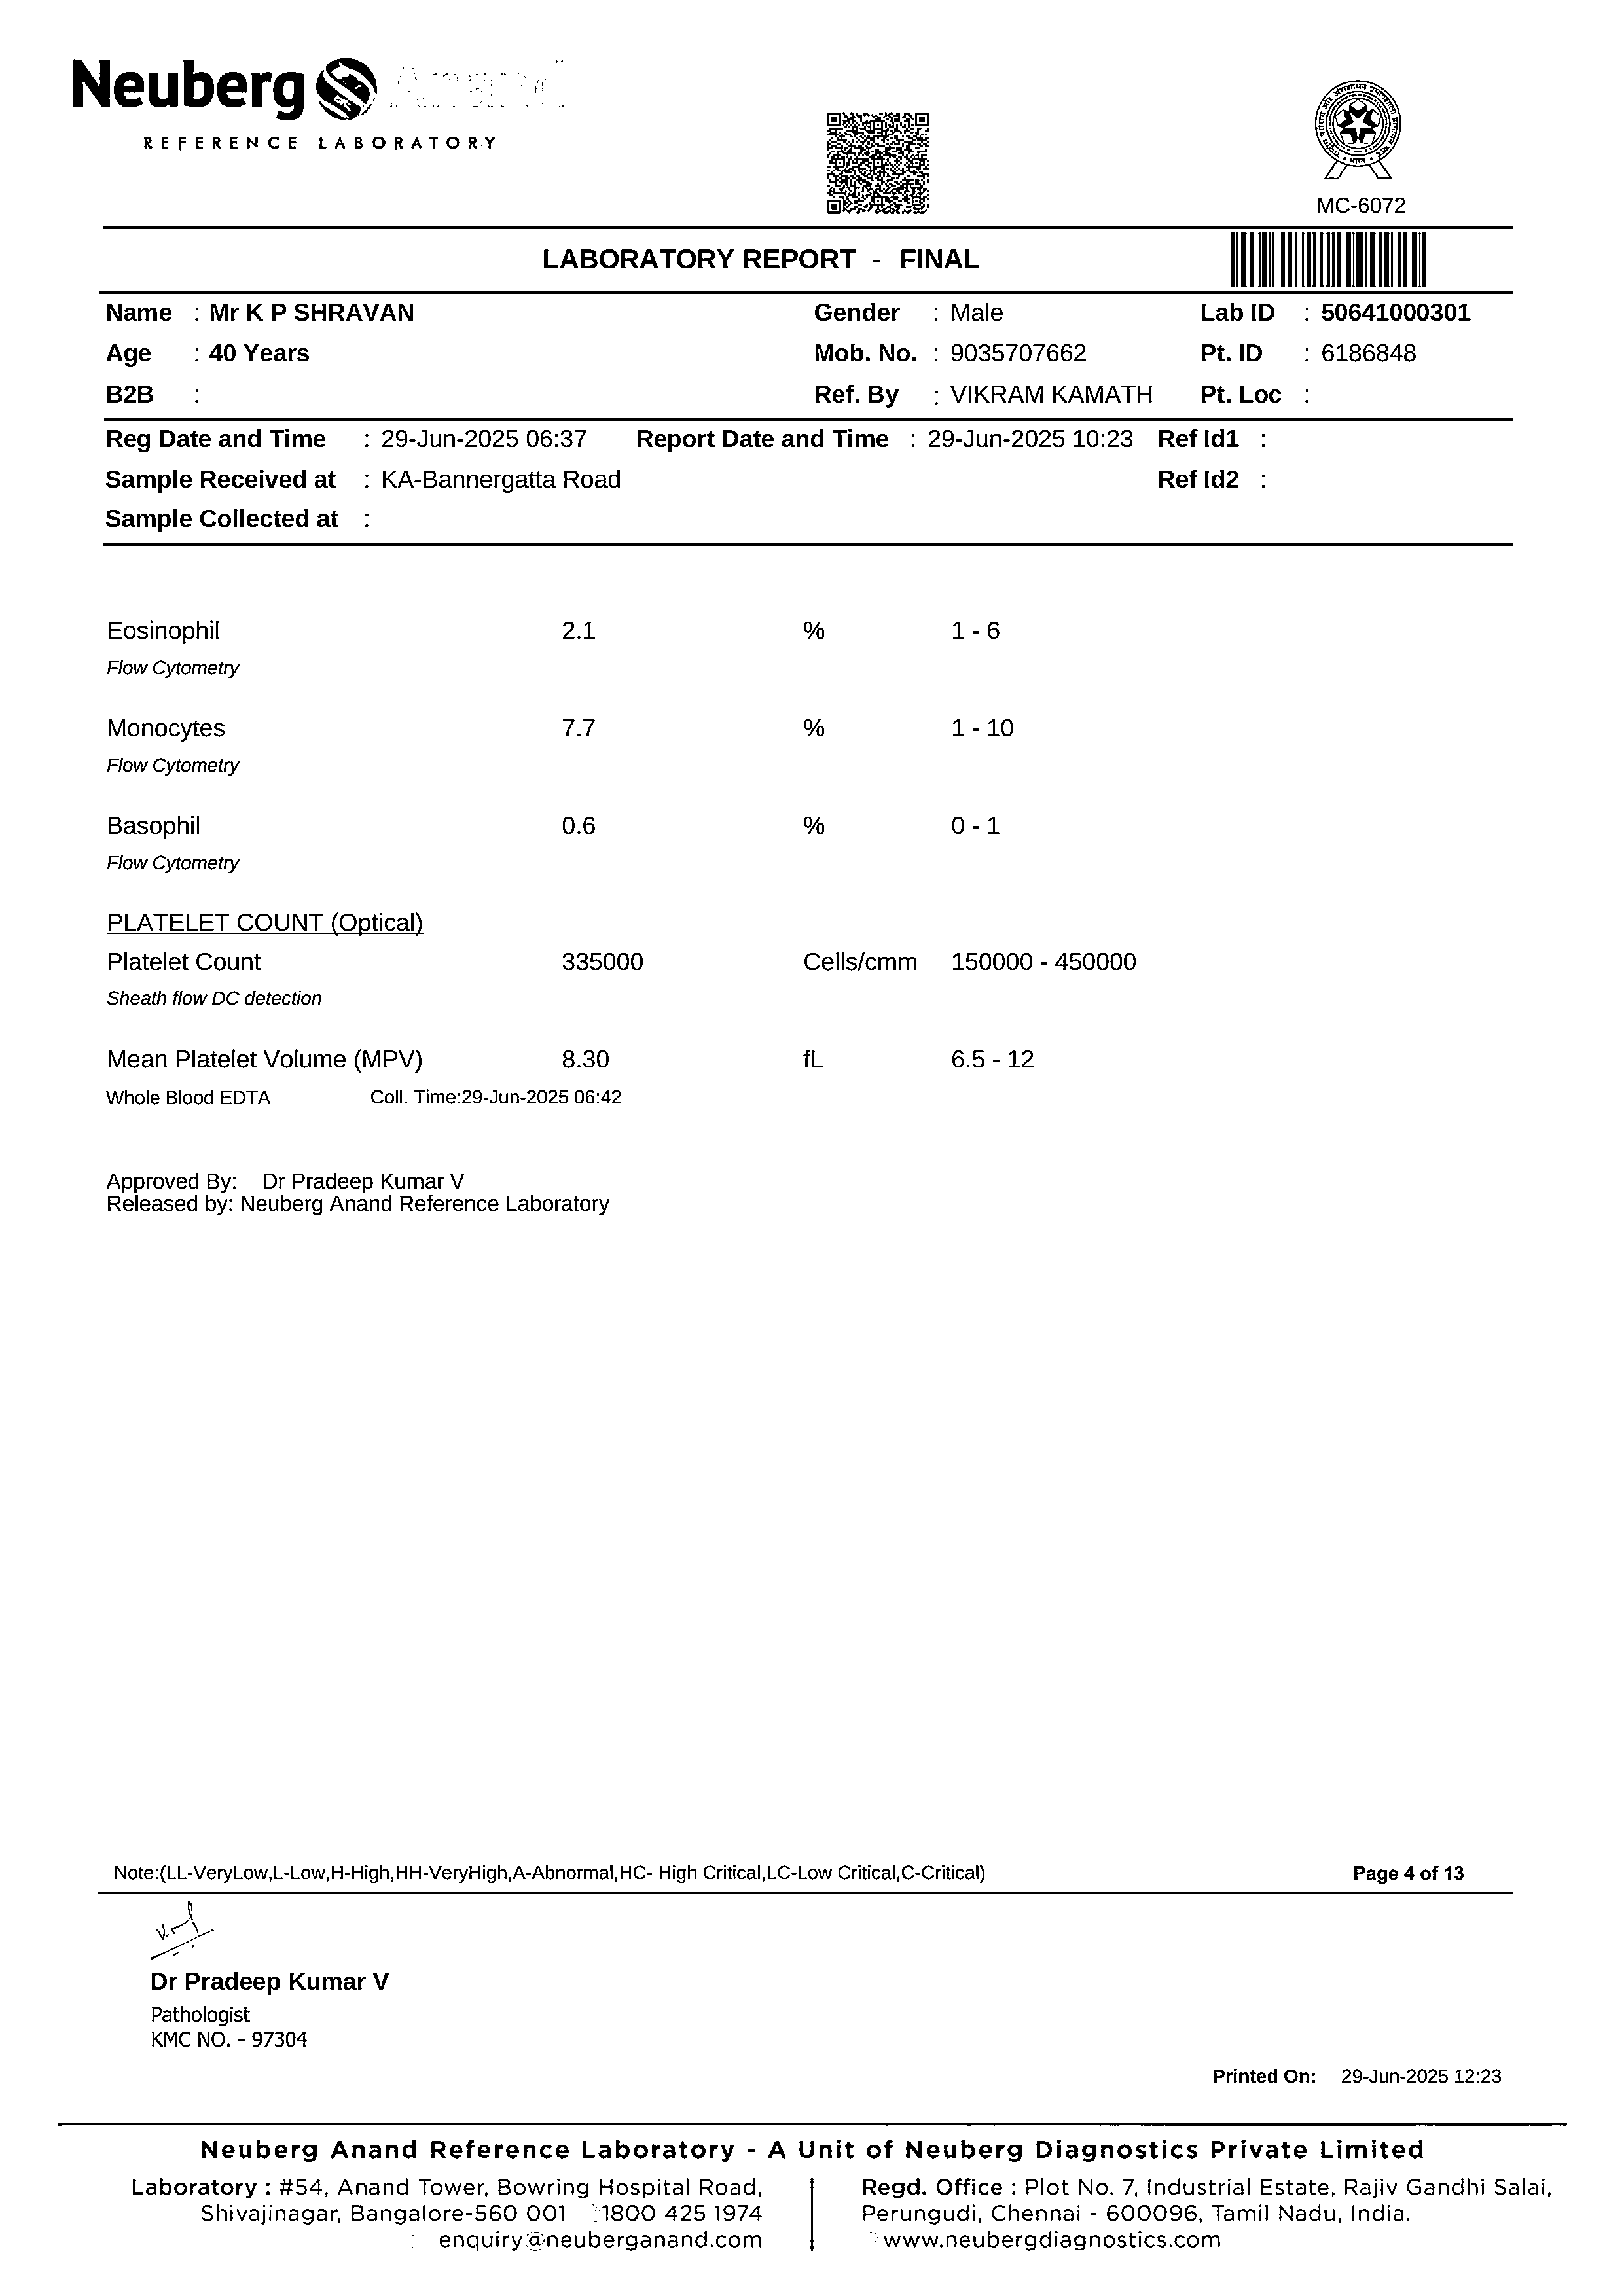 Neuberg Anand
REFERENCE LABORATORY
MC-6072
LABORATORY REPORT - FINAL
Name : Mr K P SHRAVAN Gender : Male Lab ID : 50641000301
Age : 40 Years Mob. No. : 9035707662 Pt. ID : 6186848
B2B : Ref. By : VIKRAM KAMATH Pt. Loc :
Reg Date and Time : 29-Jun-2025 06:37 Report Date and Time : 29-Jun-2025 10:23 Ref Id1 :
Sample Received at : KA-Bannergatta Road Ref Id2 :
Sample Collected at :
Eosinophil 2.1 % 1 - 6
Flow Cytometry
Monocytes 7.7 % 1 - 10
Flow Cytometry
Basophil 0.6 % 0 - 1
Flow Cytometry
PLATELET COUNT (Optical)
Platelet Count 335000 Cells/cmm 150000 - 450000
Sheath flow DC detection
Mean Platelet Volume (MPV) 8.30 fL 6.5 - 12
Whole Blood EDTA Coll. Time:29-Jun-2025 06:42
Approved By: Dr Pradeep Kumar V
Released by: Neuberg Anand Reference Laboratory
Note:(LL-VeryLow,L-Low,H-High,HH-VeryHigh,A-Abnormal,HC- High Critical,LC-Low Critical,C-Critical) Page 4 of 13
Dr Pradeep Kumar V
Pathologist
KMC NO. - 97304
Printed On: 29-Jun-2025 12:23
Neuberg Anand Reference Laboratory - A Unit of Neuberg Diagnostics Private Limited
Laboratory : #54, Anand Tower, Bowring Hospital Road,
Shivajinagar, Bangalore-560 001 1800 425 1974
enquiry@neuberganand.com
Regd. Office : Plot No. 7, Industrial Estate, Rajiv Gandhi Salai,
Perungudi, Chennai - 600096, Tamil Nadu, India.
www.neubergdiagnostics.com